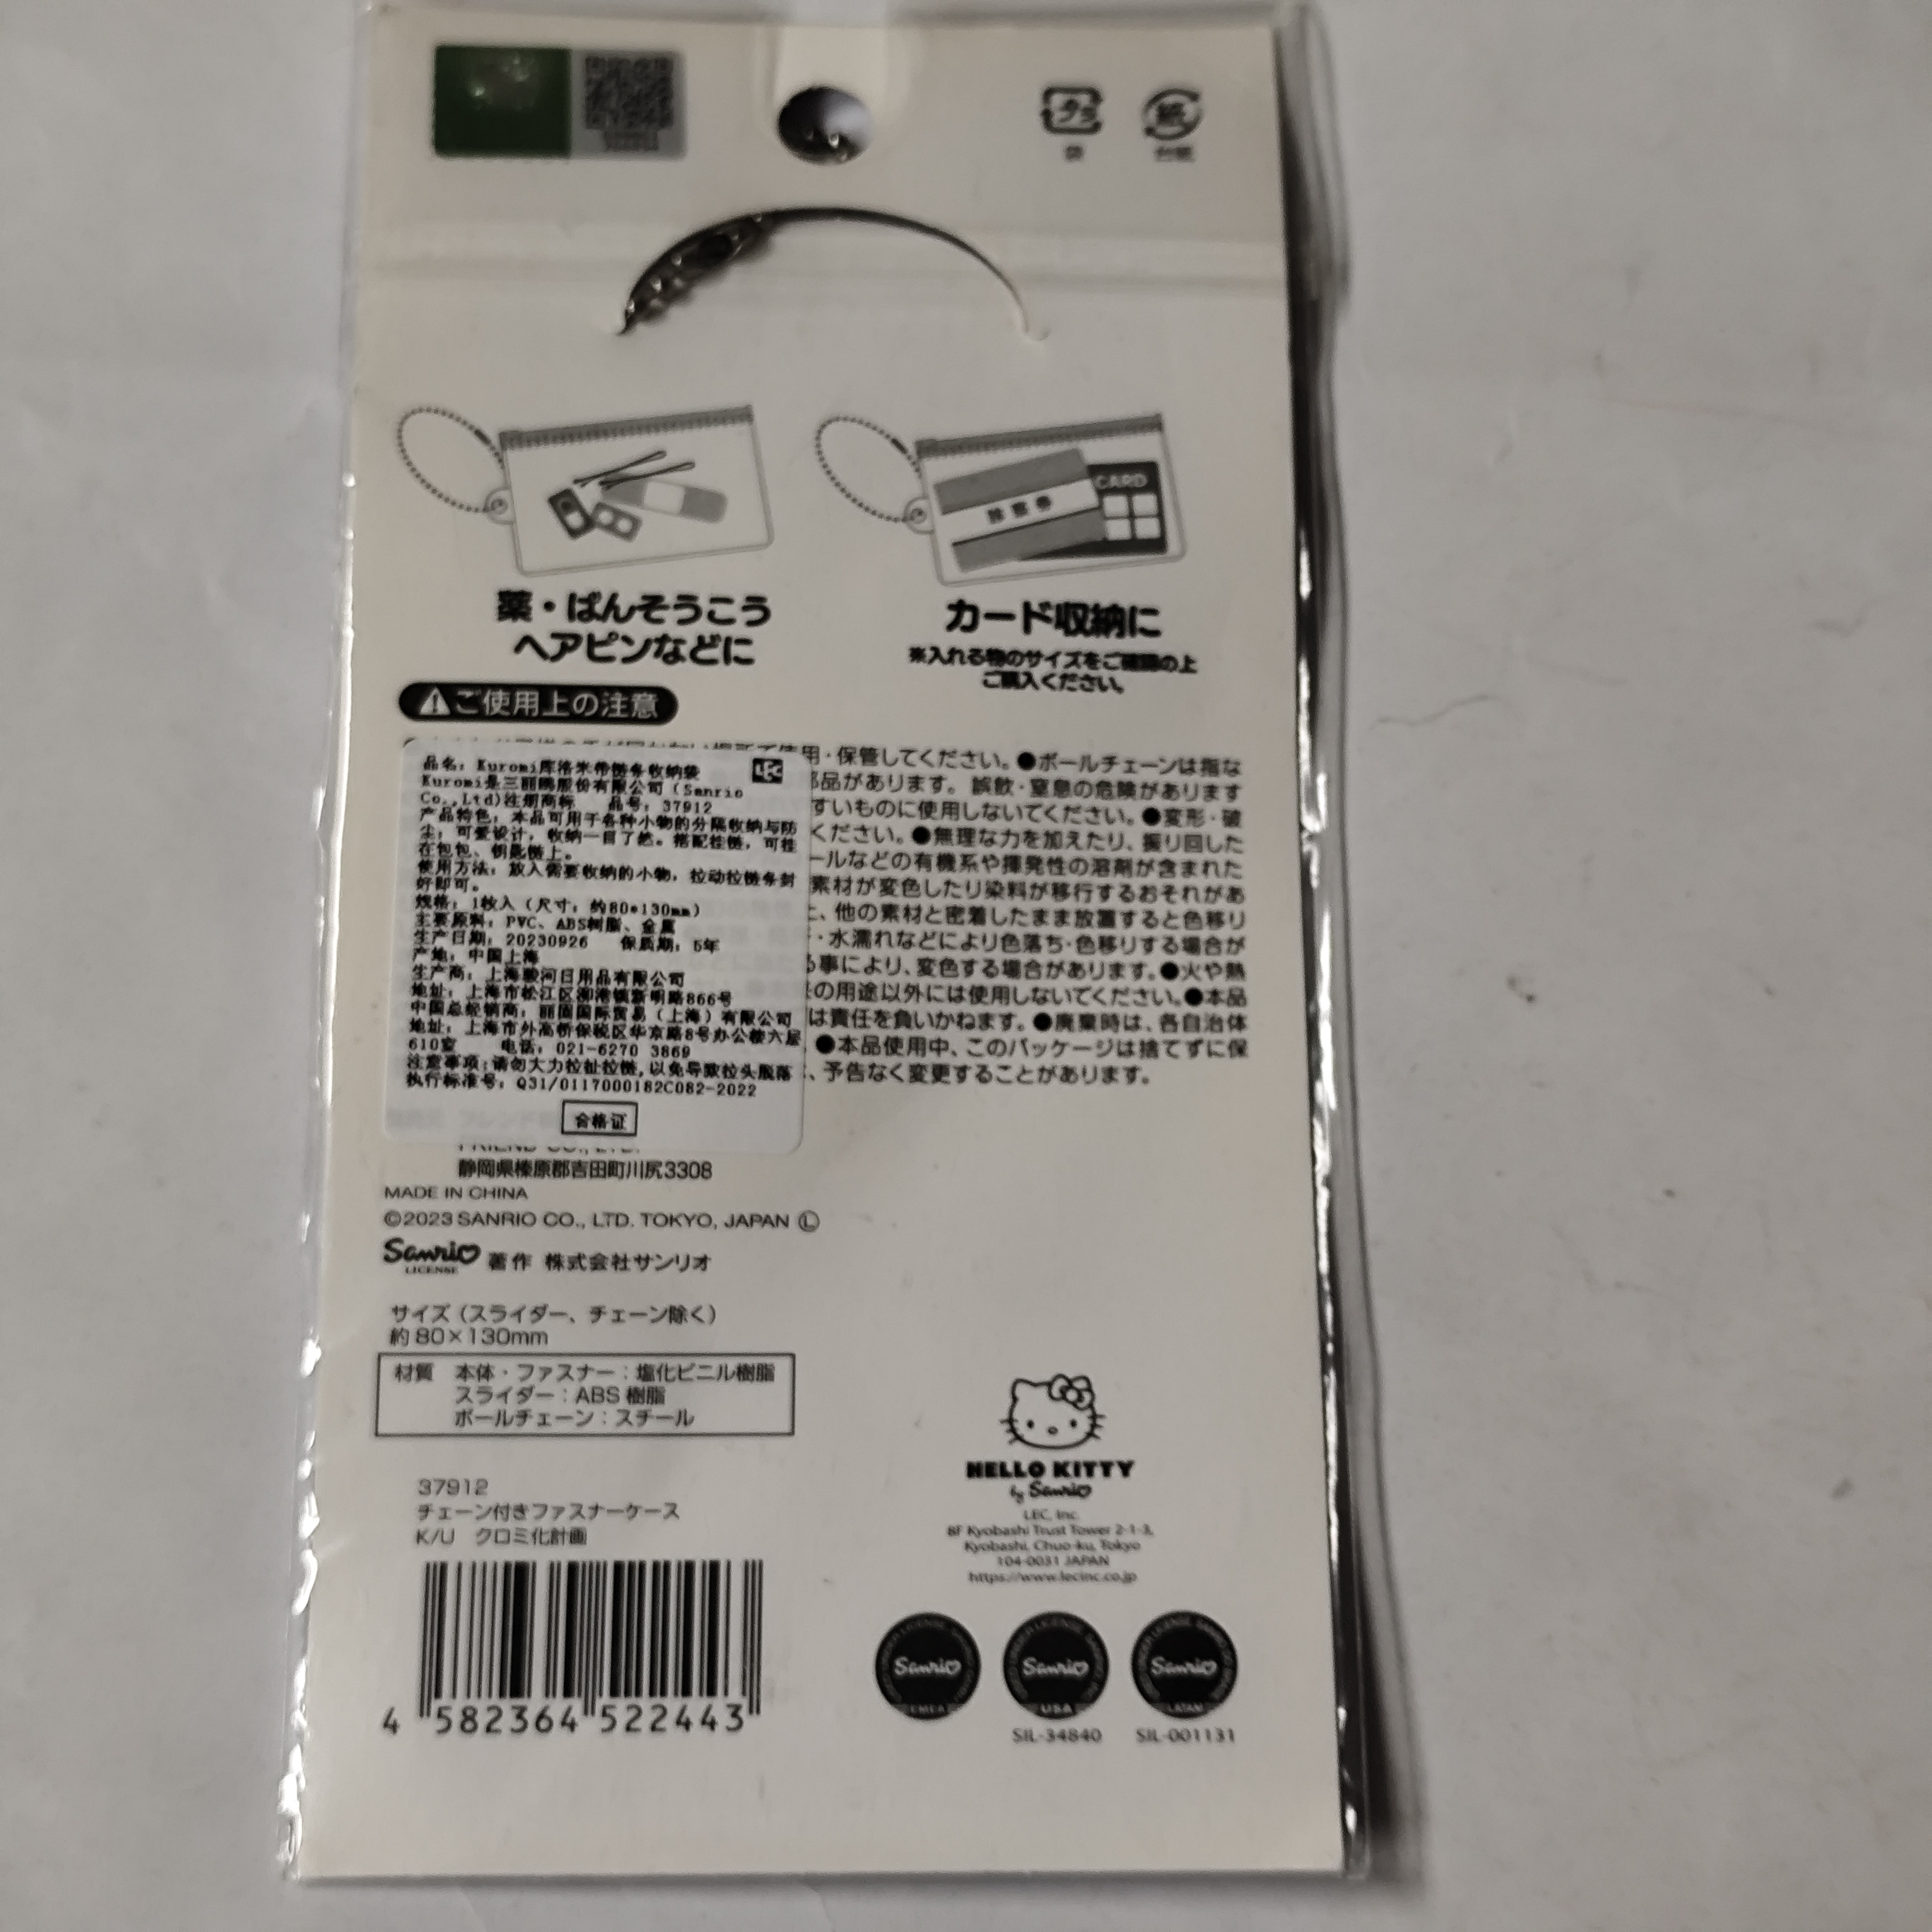 プラ
袋
紙
台紙
診察券
CARD
薬・ばんそうこう
ヘアピンなどに
カード収納に
※入れる物のサイズをご確認の上
ご購入ください。
ご使用上の注意
用・保管してください。●ボールチェーンは指な
部品があります。誤飲・窒息の危険があります
すいものに使用しないでください。●変形・破
ください。●無理な力を加えたり、振り回した
ールなどの有機系や揮発性の溶剤が含まれた
素材が変色したり染料が移行するおそれがあ
、他の素材と密着したまま放置すると色移り
・水濡れなどにより色落ち・色移りする場合が
る事により、変色する場合があります。●火や熱
の用途以外には使用しないでください。●本品
は責任を負いかねます。●廃棄時は、各自治体
●本品使用中、このパッケージは捨てずに保
、予告なく変更することがあります。
品名：Kuromi库洛米带链条收纳袋
LEC
Kuromi是三丽鸥股份有限公司（Sanrio
Co.,Ltd)注册商标 品号：37912
产品特色：本品可用于各种小物的分隔收纳与防
尘；可爱设计，收纳一目了然。搭配挂链，可挂
在包包、钥匙链上。
使用方法：放入需要收纳的小物，拉动拉链条封
好即可。
规格：1枚入（尺寸：约80*130mm）
主要原料：PVC、ABS树脂、金属
生产日期：20230926 保质期：5年
产地：中国上海
生产商：上海骏河日用品有限公司
地址：上海市松江区泖港镇新明路866号
中国总经销商：丽固国际贸易（上海）有限公司
地址：上海市外高桥保税区华京路8号办公楼六层
610室 电话：021-6270 3869
注意事项:请勿大力拉扯拉链,以免导致拉头脱落
执行标准号：Q31/0117000182C082-2022
合格证
FRIEND CO., LTD.
静岡県榛原郡吉田町川尻3308
MADE IN CHINA
©2023 SANRIO CO., LTD. TOKYO, JAPAN Ⓛ
Sanrio LICENSE 著作 株式会社サンリオ
サイズ（スライダー、チェーン除く）
約80×130mm
材質 本体・ファスナー：塩化ビニル樹脂
スライダー：ABS樹脂
ボールチェーン：スチール
37912
チェーン付きファスナーケース
K/U クロミ化計画
4 582364 522443
HELLO KITTY
by Sanrio
LEC, Inc.
8F Kyobashi Trust Tower 2-1-3,
Kyobashi, Chuo-ku, Tokyo
104-0031 JAPAN
https://www.lecinc.co.jp
Sanrio EMEA
Sanrio USA
Sanrio LATAM
SIL-34840
SIL-001131